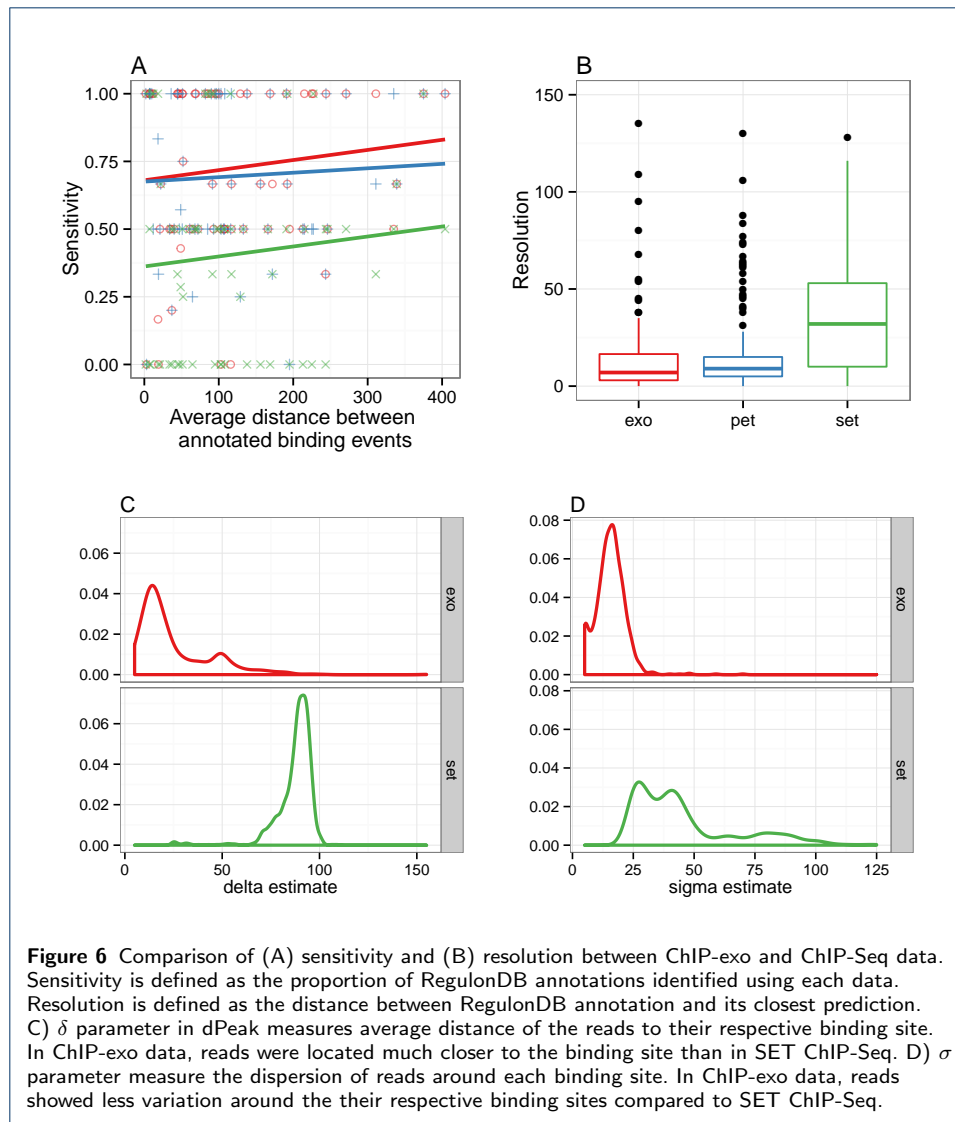 A
1.00
0.75
0.50
0.25
0.00
Sensitivity
0
100
200
300
400
Average distance between
annotated binding events
B
150
100
50
0
Resolution
exo
pet
set
C
0.06
0.04
0.02
0.00
exo
0.06
0.04
0.02
0.00
set
0
50
100
150
delta estimate
D
0.08
0.06
0.04
0.02
0.00
exo
0.08
0.06
0.04
0.02
0.00
set
0
25
50
75
100
125
sigma estimate
Figure 6 Comparison of (A) sensitivity and (B) resolution between ChIP-exo and ChIP-Seq data.
Sensitivity is defined as the proportion of RegulonDB annotations identified using each data.
Resolution is defined as the distance between RegulonDB annotation and its closest prediction.
C) δ parameter in dPeak measures average distance of the reads to their respective binding site.
In ChIP-exo data, reads were located much closer to the binding site than in SET ChIP-Seq. D) σ
parameter measure the dispersion of reads around each binding site. In ChIP-exo data, reads
showed less variation around the their respective binding sites compared to SET ChIP-Seq.